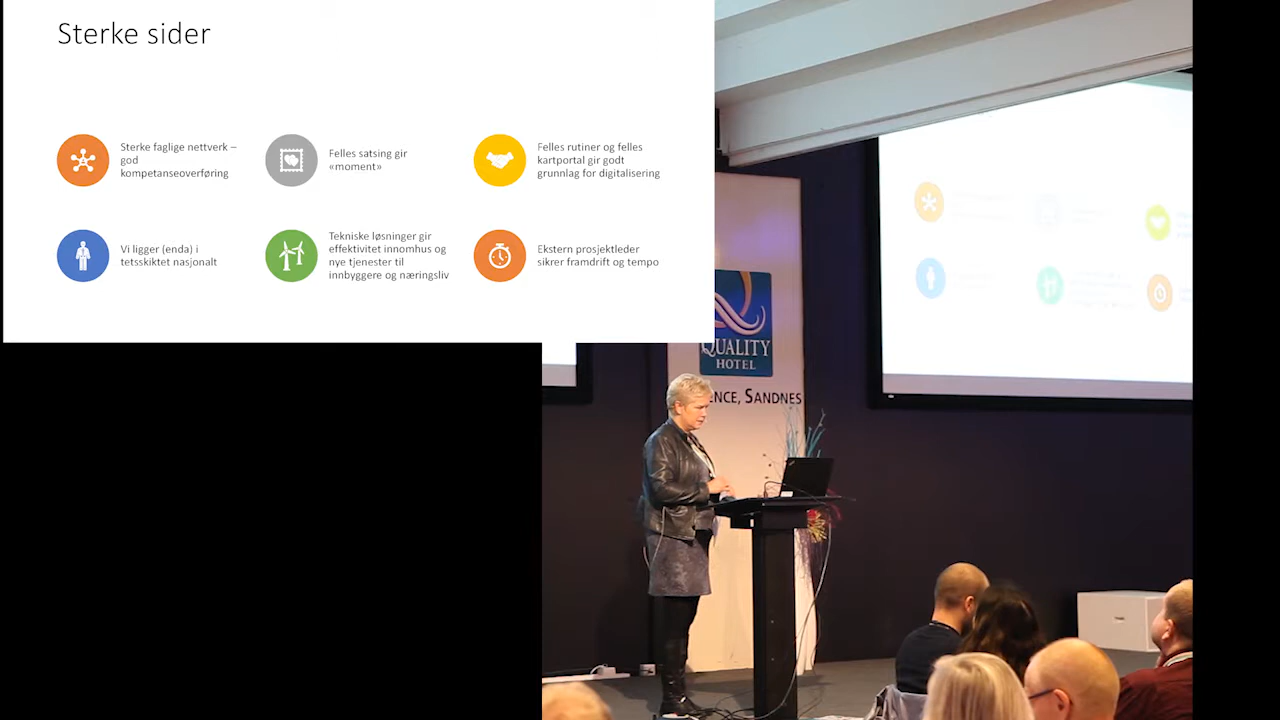 Sterke sider
Sterke faglige nettverk –
god
kompetanseoverføring
Felles satsing gir
«moment»
Felles rutiner og felles
kartportal gir godt
grunnlag for digitalisering
Vi ligger (enda) i
tetsskiktet nasjonalt
Tekniske løsninger gir
effektivitet innomhus og
nye tjenester til
innbyggere og næringsliv
Ekstern prosjektleder
sikrer framdrift og tempo
QUALITY
HOTEL
ENCE, SANDNES